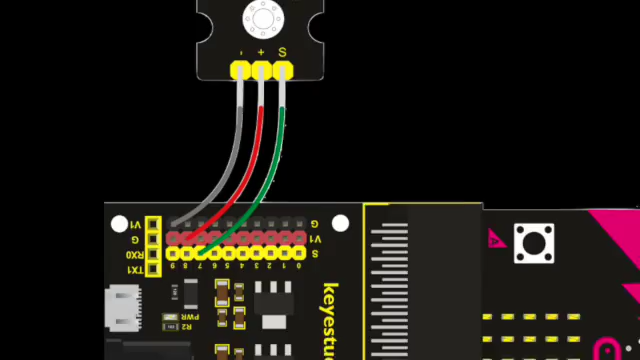 - + S
V1 G
G V1
RX0 S
TX1 9 8 7 6 5 4 3 2 1 0
PWR
R2
keyestu
A